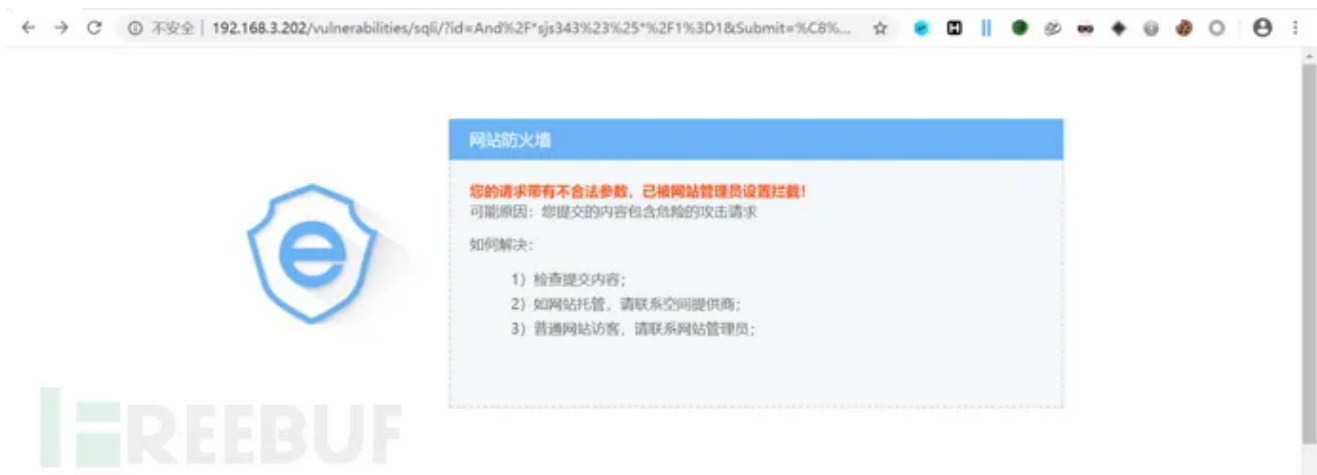 不安全 | 192.168.3.202/vulnerabilities/sqli/?id=And%2F*sjs343%23%25*%2F1%3D1&Submit=%C8%...
网站防火墙
您的请求带有不合法参数，已被网站管理员设置拦截！
可能原因：您提交的内容包含危险的攻击请求
如何解决：
1）检查提交内容；
2）如网站托管，请联系空间提供商；
3）普通网站访客，请联系网站管理员；
REEBUF